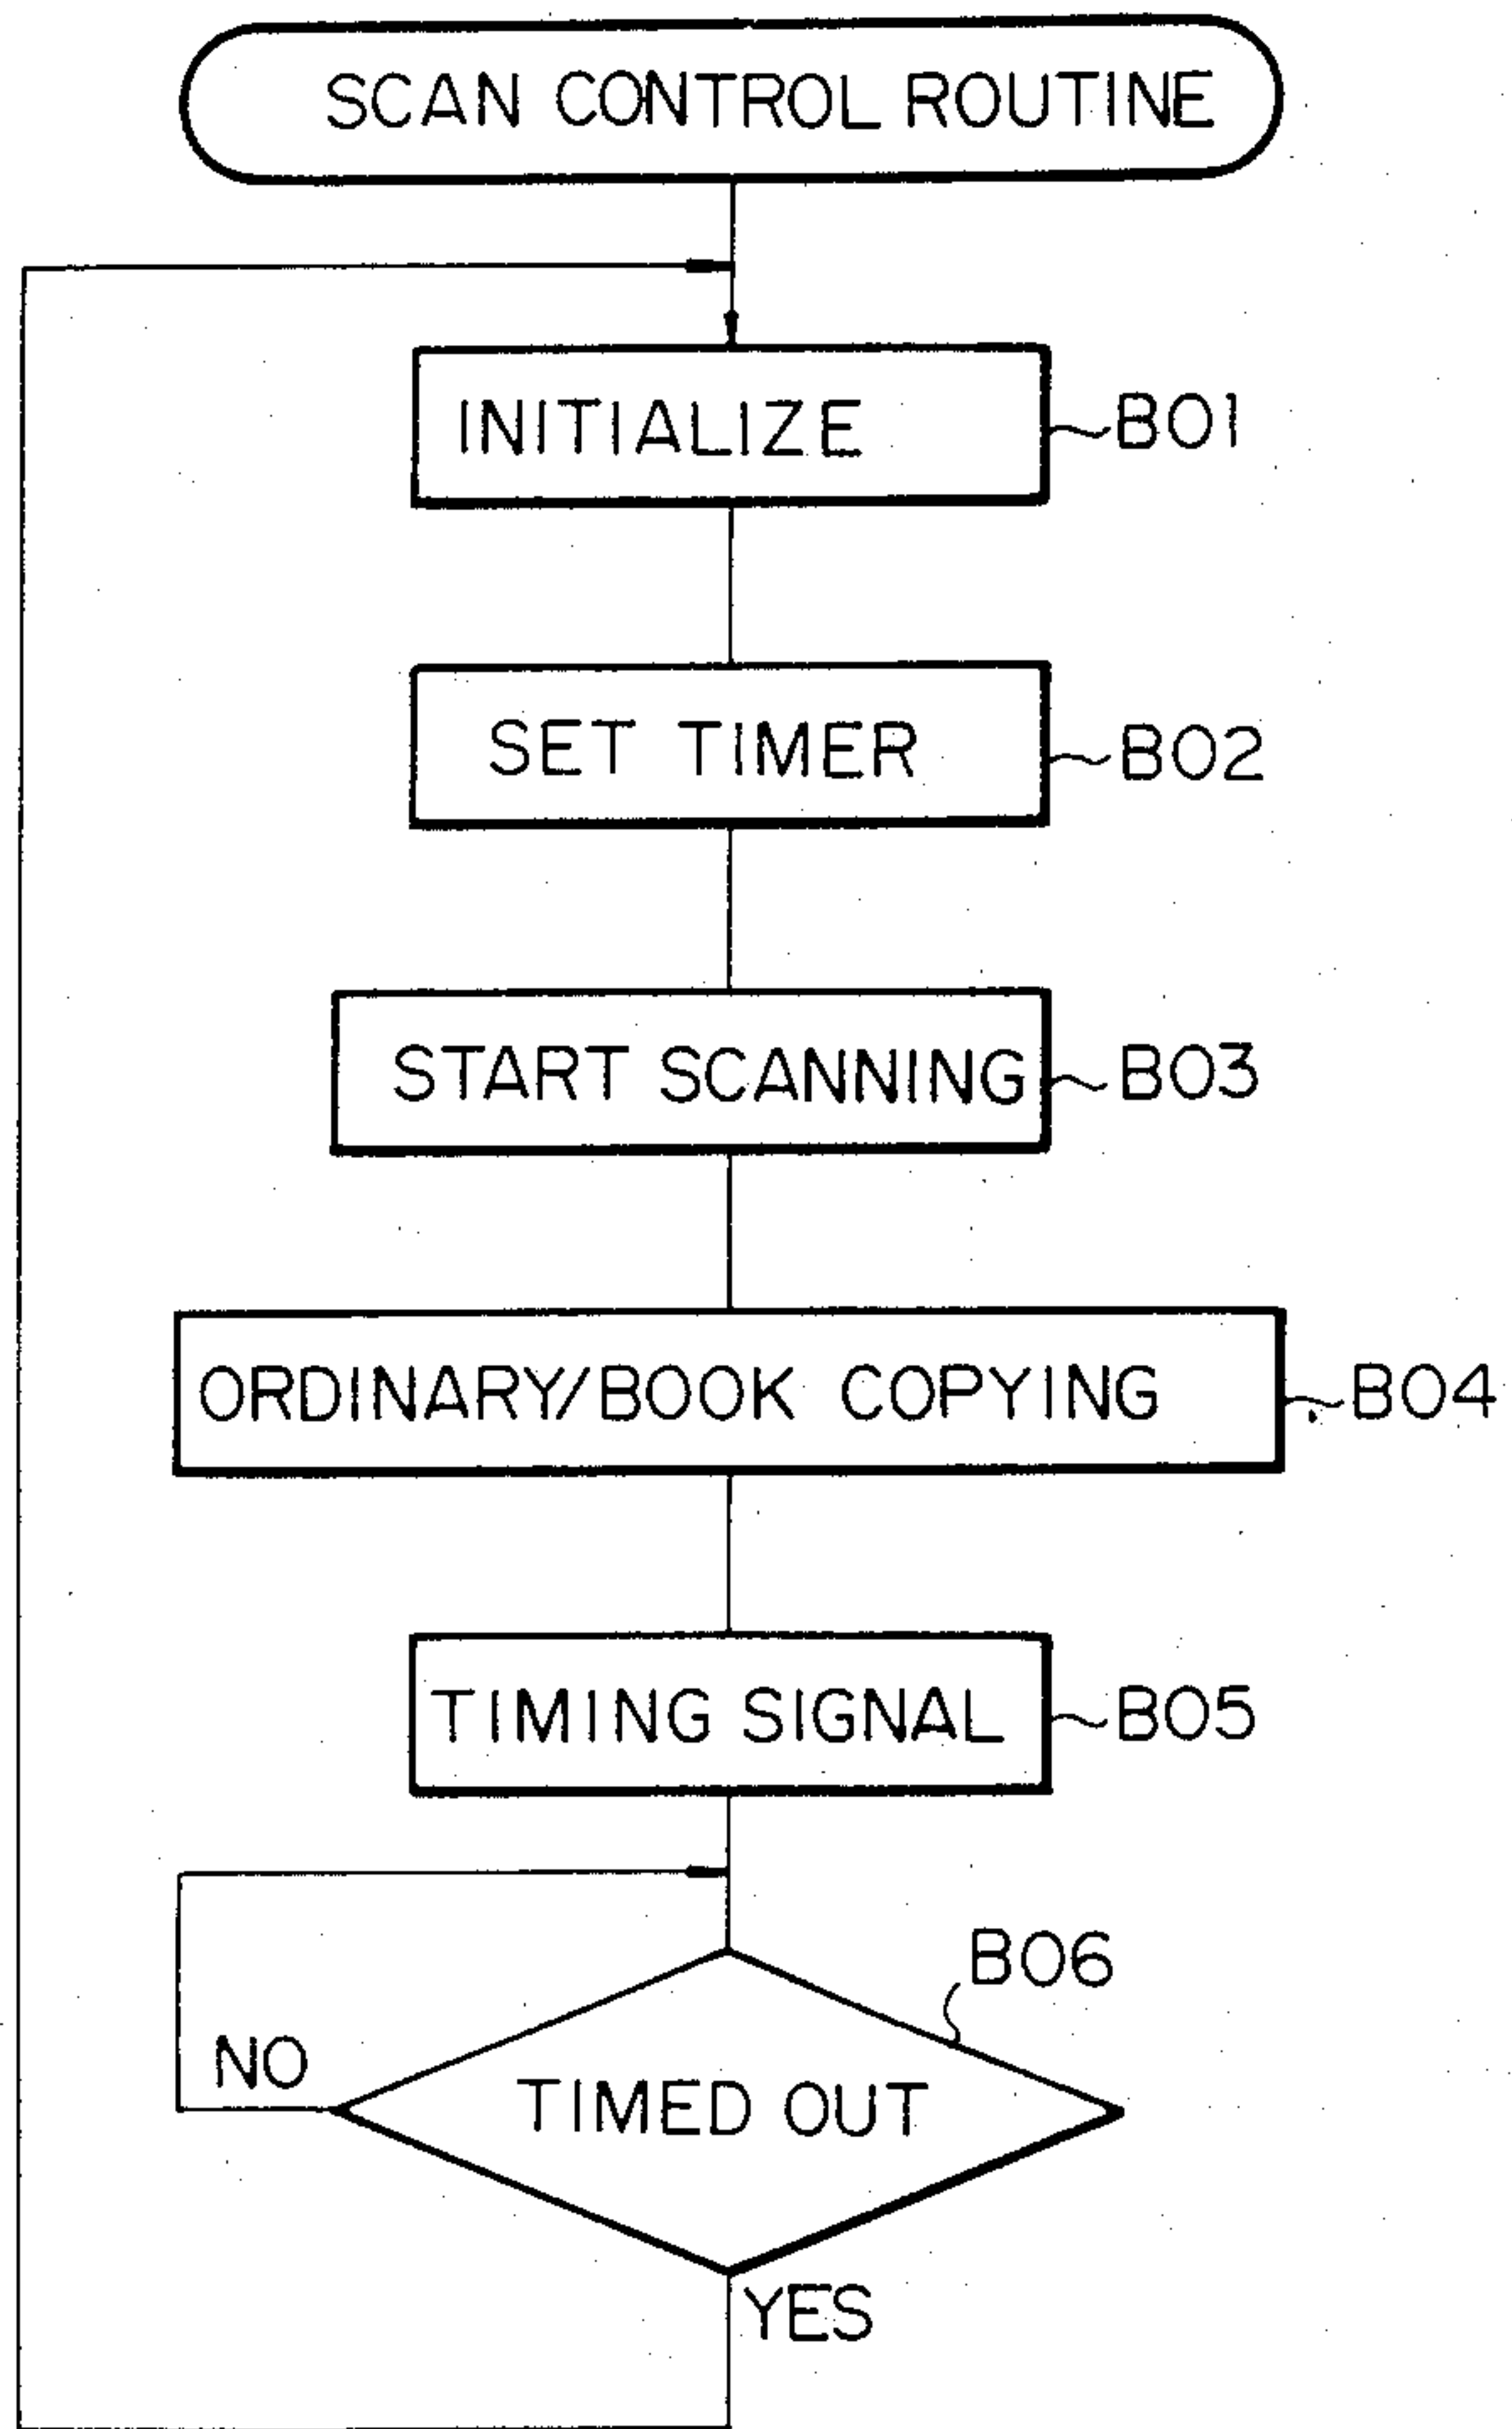 SCAN CONTROL ROUTINE
INITIALIZE
B01
SET TIMER
B02
START SCANNING
B03
ORDINARY/BOOK COPYING
B04
TIMING SIGNAL
B05
B06
NO
TIMED OUT
YES